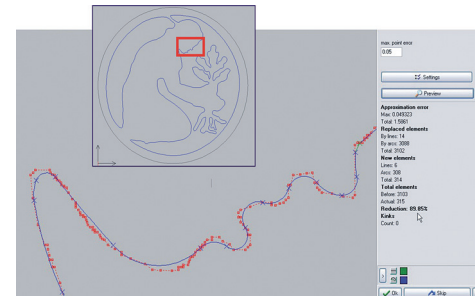 max. point error
0.05
Settings
Preview
Approximation error
Max: 0.049323
Total: 1.5861
Replaced elements
By lines: 14
By arcs: 3088
Total: 3102
New elements
Lines: 6
Arcs: 308
Total: 314
Total elements
Before: 3103
Actual: 315
Reduction: 89.85%
Kinks
Count: 0
Ok
Skip